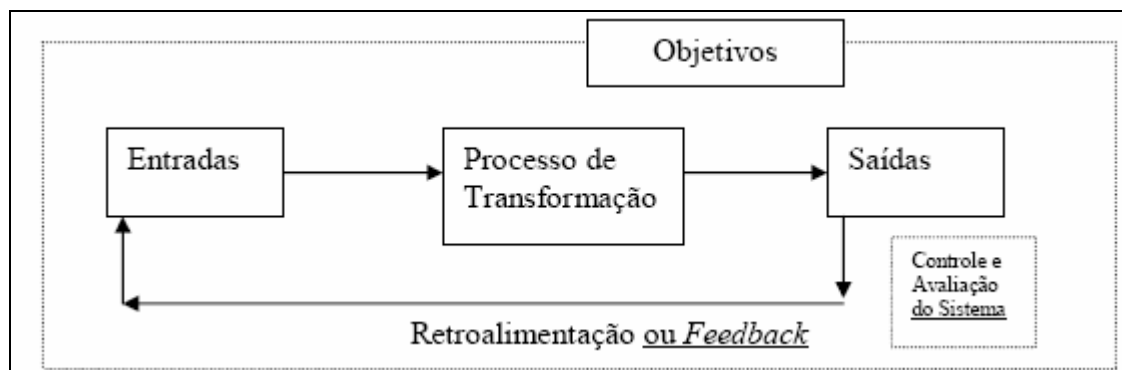 Objetivos
Entradas
Processo de
Transformação
Saídas
Controle e
Avaliação
do Sistema
Retroalimentação ou Feedback